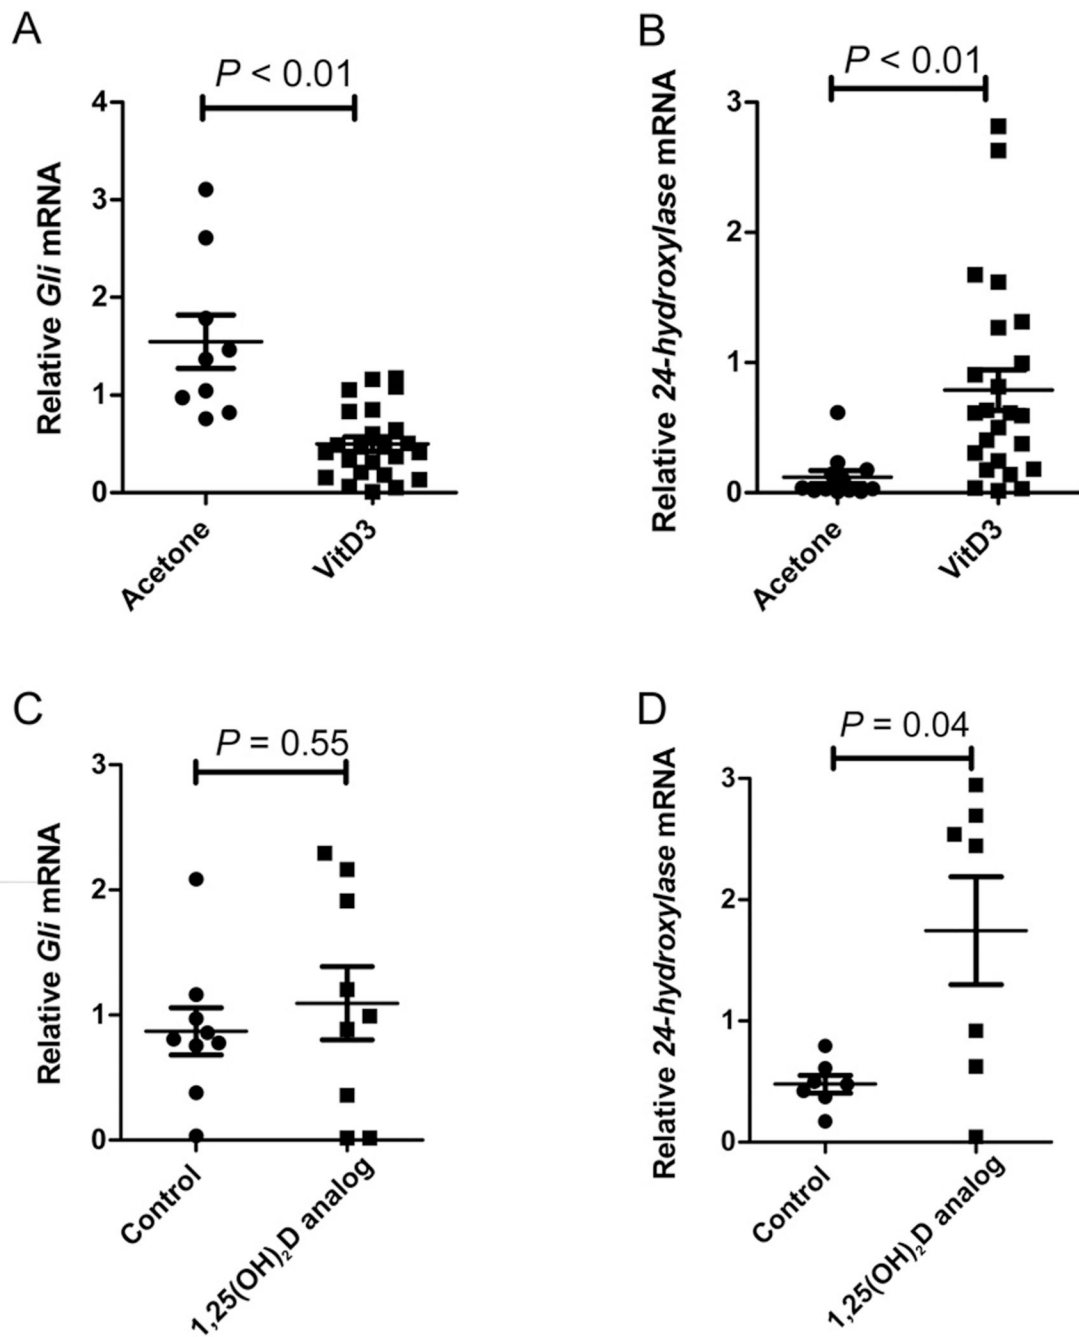 A
P < 0.01
Relative Gli mRNA
4
3
2
1
0
Acetone
VitD3
B
P < 0.01
Relative 24-hydroxylase mRNA
3
2
1
0
Acetone
VitD3
C
P = 0.55
Relative Gli mRNA
3
2
1
0
Control
1,25(OH)₂D analog
D
P = 0.04
Relative 24-hydroxylase mRNA
3
2
1
0
Control
1,25(OH)₂D analog